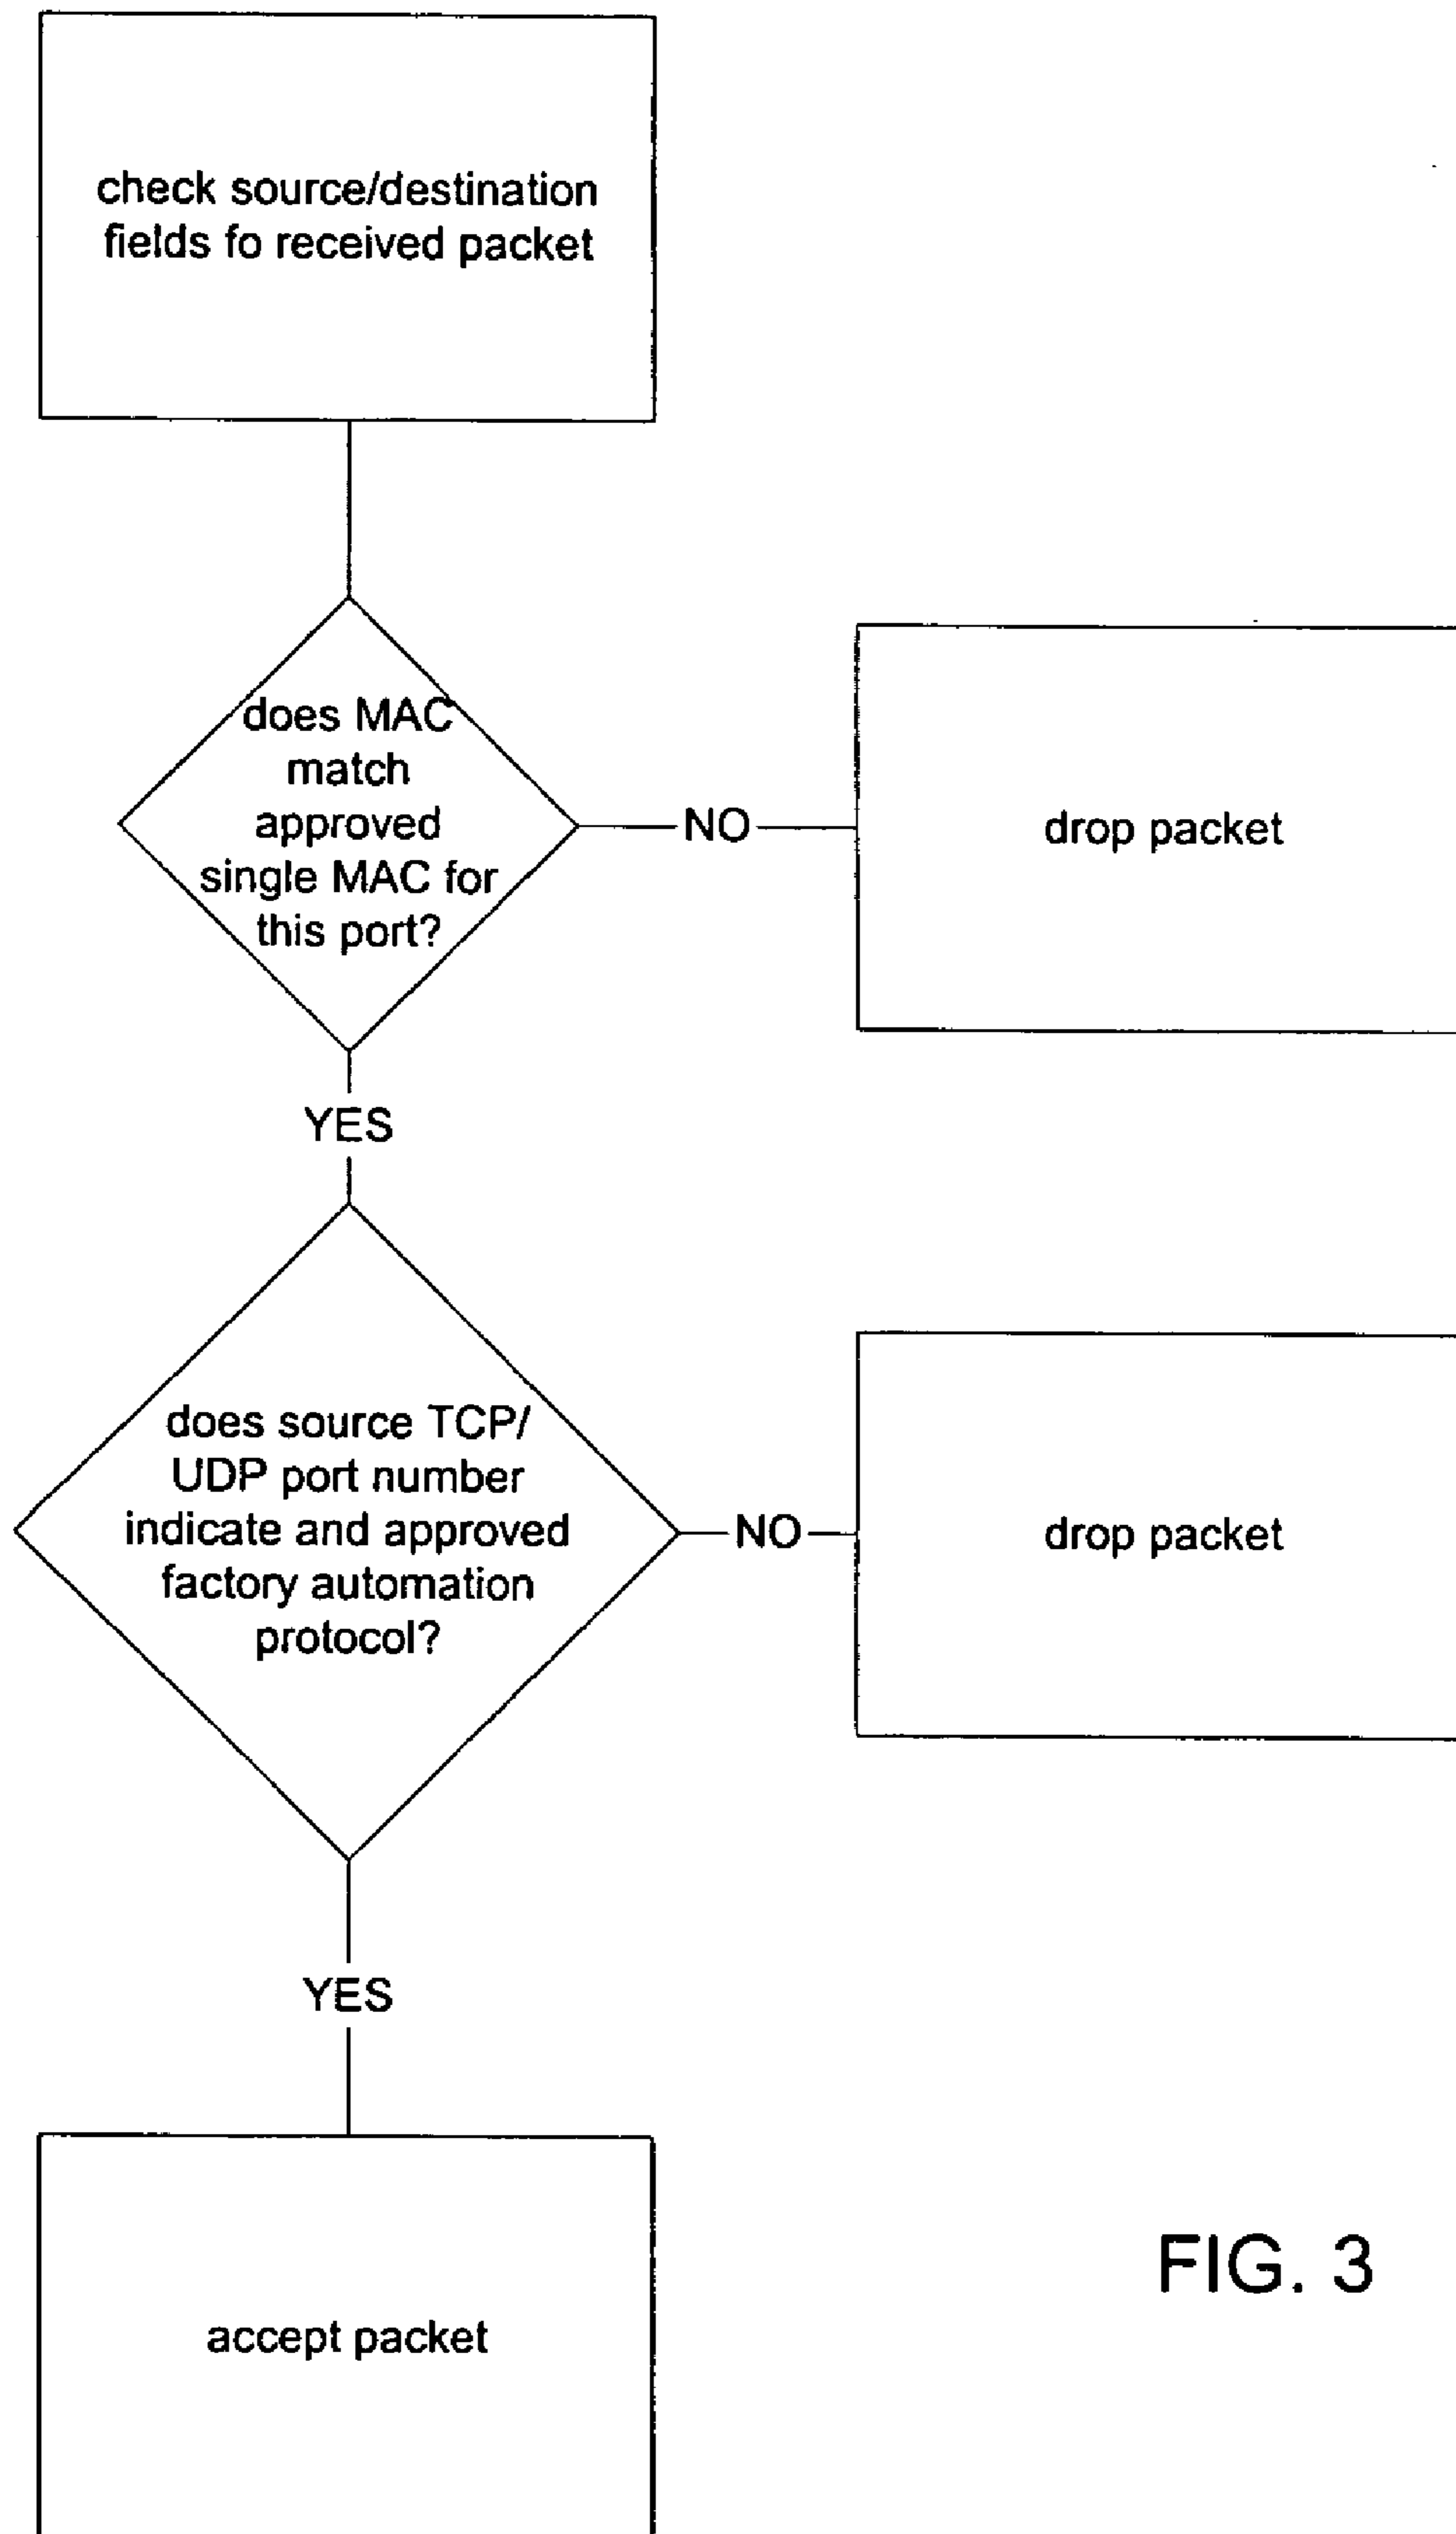 check source/destination
fields fo received packet
does MAC
match
approved
single MAC for
this port?
NO
drop packet
YES
does source TCP/
UDP port number
indicate and approved
factory automation
protocol?
NO
drop packet
YES
accept packet
FIG. 3